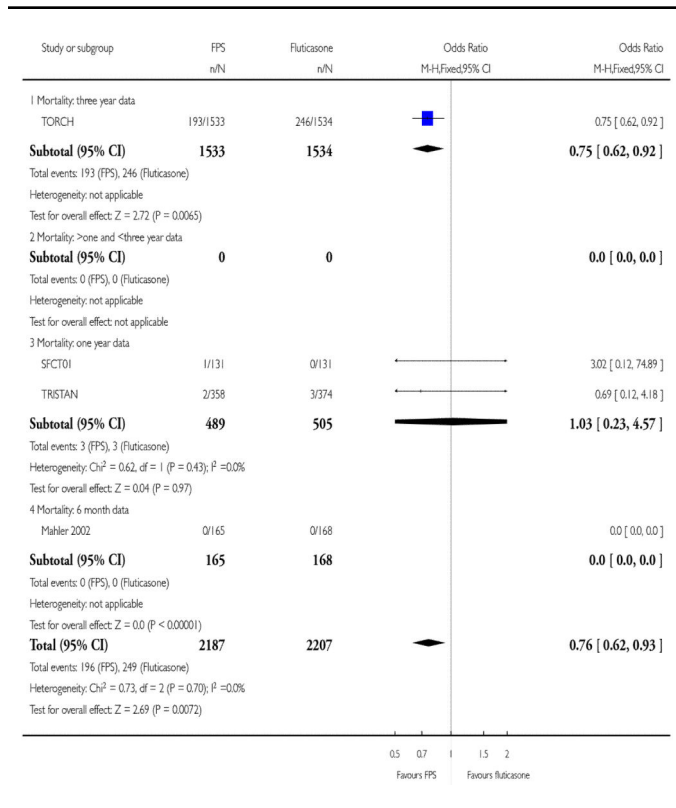 Study or subgroup FPS Fluticasone Odds Ratio Odds Ratio
n/N n/N M-H,Fixed,95% CI M-H,Fixed,95% CI
1 Mortality: three year data
TORCH 193/1533 246/1534 0.75 [ 0.62, 0.92 ]
Subtotal (95% CI) 1533 1534 0.75 [ 0.62, 0.92 ]
Total events: 193 (FPS), 246 (Fluticasone)
Heterogeneity: not applicable
Test for overall effect: Z = 2.72 (P = 0.0065)
2 Mortality: >one and <three year data
Subtotal (95% CI) 0 0 0.0 [ 0.0, 0.0 ]
Total events: 0 (FPS), 0 (Fluticasone)
Heterogeneity: not applicable
Test for overall effect: not applicable
3 Mortality: one year data
SFCT01 1/131 0/131 3.02 [ 0.12, 74.89 ]
TRISTAN 2/358 3/374 0.69 [ 0.12, 4.18 ]
Subtotal (95% CI) 489 505 1.03 [ 0.23, 4.57 ]
Total events: 3 (FPS), 3 (Fluticasone)
Heterogeneity: Chi² = 0.62, df = 1 (P = 0.43); I² =0.0%
Test for overall effect: Z = 0.04 (P = 0.97)
4 Mortality: 6 month data
Mahler 2002 0/165 0/168 0.0 [ 0.0, 0.0 ]
Subtotal (95% CI) 165 168 0.0 [ 0.0, 0.0 ]
Total events: 0 (FPS), 0 (Fluticasone)
Heterogeneity: not applicable
Test for overall effect: Z = 0.0 (P < 0.00001)
Total (95% CI) 2187 2207 0.76 [ 0.62, 0.93 ]
Total events: 196 (FPS), 249 (Fluticasone)
Heterogeneity: Chi² = 0.73, df = 2 (P = 0.70); I² =0.0%
Test for overall effect: Z = 2.69 (P = 0.0072)
0.5 0.7 1 1.5 2
Favours FPS Favours fluticasone